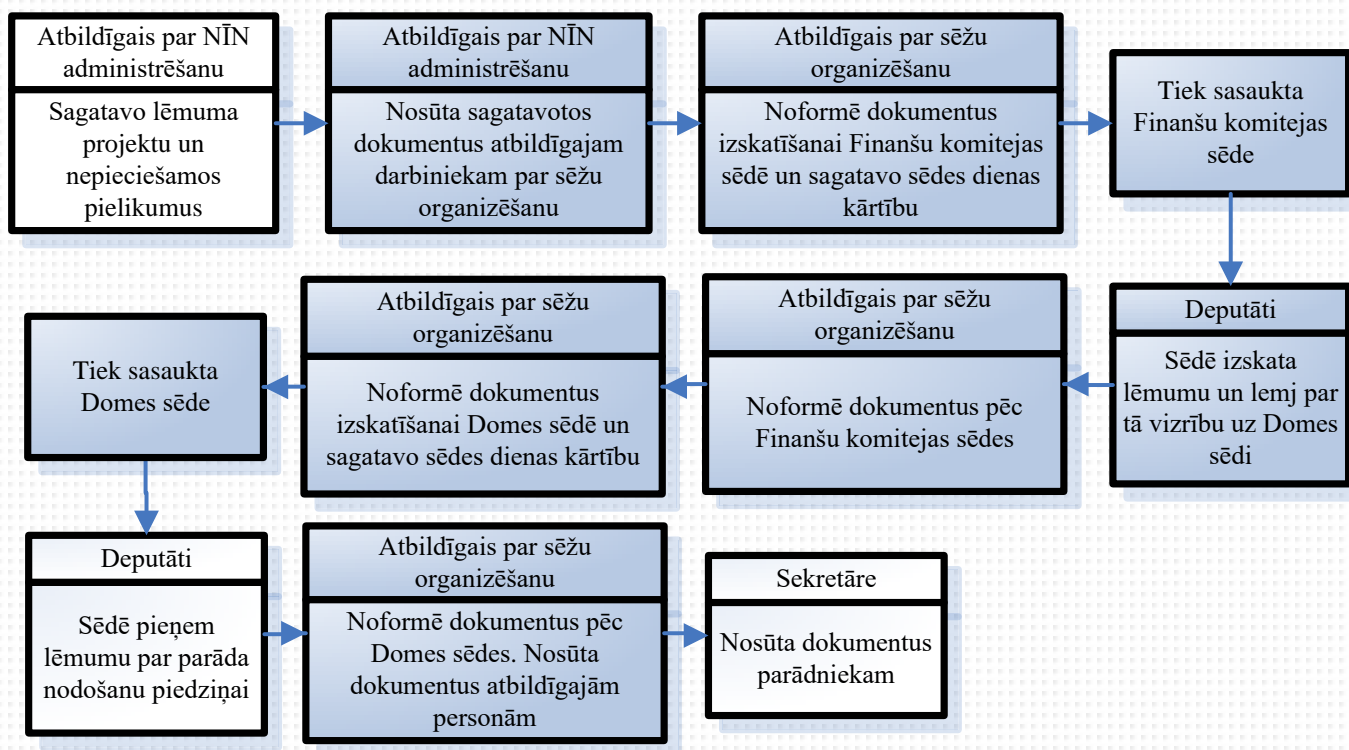 Atbildīgais par NĪN
administrēšanu
Sagatavo lēmuma
projektu un
nepieciešamos
pielikumus
Atbildīgais par NĪN
administrēšanu
Nosūta sagatavotos
dokumentus atbildīgajam
darbiniekam par sēžu
organizēšanu
Atbildīgais par sēžu
organizēšanu
Noformē dokumentus
izskatīšanai Finanšu komitejas
sēdē un sagatavo sēdes dienas
kārtību
Tiek sasaukta
Finanšu komitejas
sēde
Deputāti
Sēdē izskata
lēmumu un lemj par
tā vizrību uz Domes
sēdi
Atbildīgais par sēžu
organizēšanu
Noformē dokumentus pēc
Finanšu komitejas sēdes
Atbildīgais par sēžu
organizēšanu
Noformē dokumentus
izskatīšanai Domes sēdē un
sagatavo sēdes dienas kārtību
Tiek sasaukta
Domes sēde
Deputāti
Sēdē pieņem
lēmumu par parāda
nodošanu piedziņai
Atbildīgais par sēžu
organizēšanu
Noformē dokumentus pēc
Domes sēdes. Nosūta
dokumentus atbildīgajām
personām
Sekretāre
Nosūta dokumentus
parādniekam